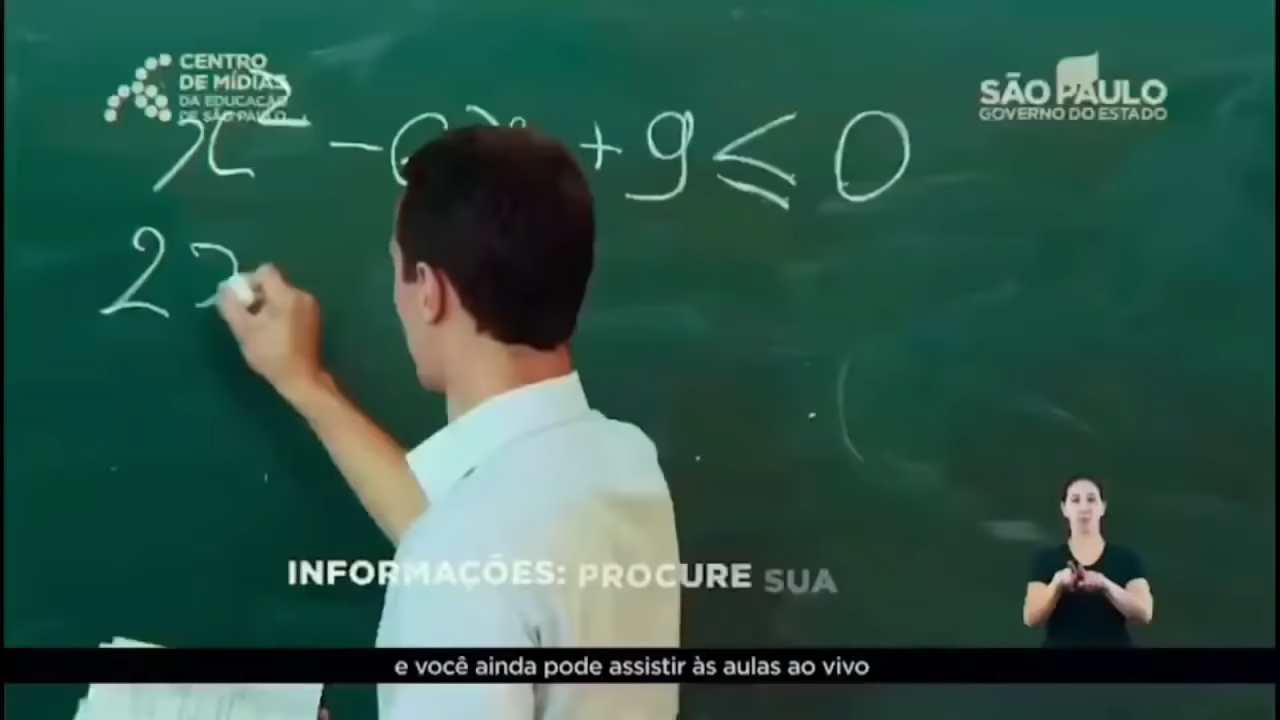 CENTRO
DE MÍDIAS
DA EDUCAÇÃO
DE SÃO PAULO
SÃO PAULO
GOVERNO DO ESTADO
+ 9 ≤ 0
2
INFORMAÇÕES: PROCURE SUA
e você ainda pode assistir às aulas ao vivo